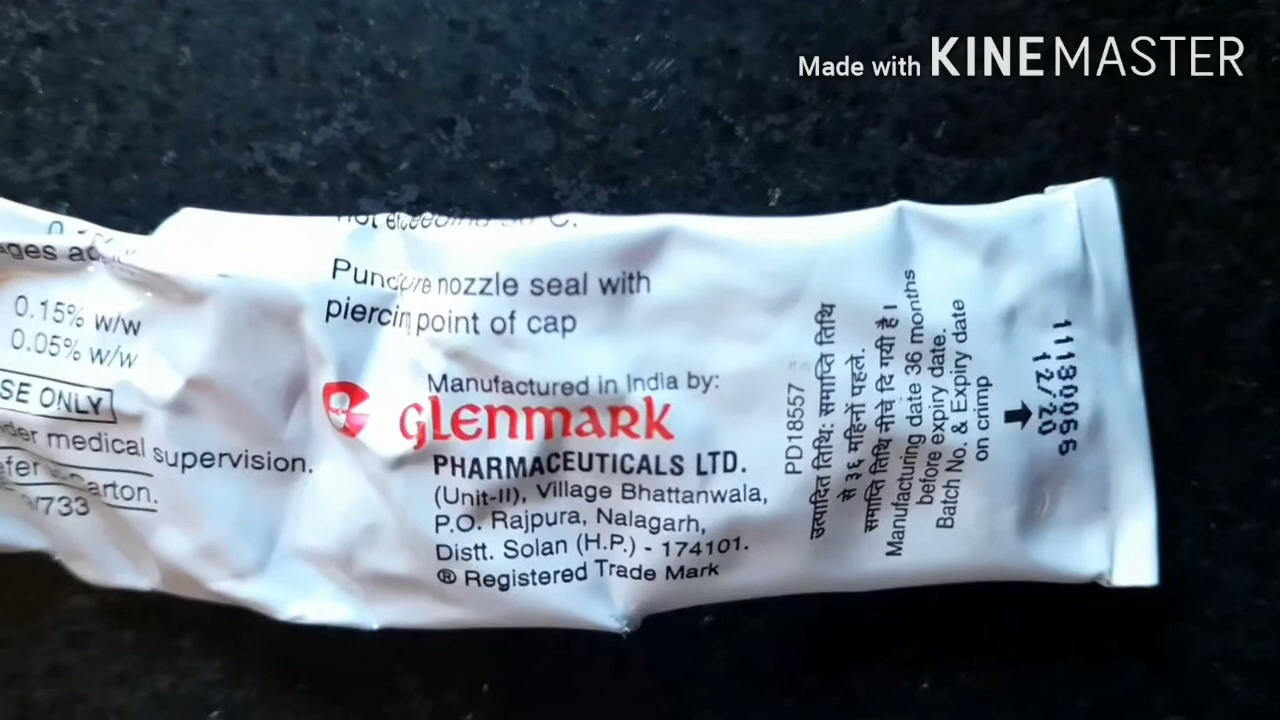 Made with KINEMASTER
ages
0.15% w/w
0.05% w/w
SE ONLY
der medical supervision.
arton.
/733
Puncture nozzle seal with
piercin point of cap
Manufactured in India by:
GLENMARK
PHARMACEUTICALS LTD.
(Unit-II), Village Bhattanwala,
P.O. Rajpura, Nalagarh,
Distt. Solan (H.P.) - 174101.
® Registered Trade Mark
PD18557
उत्पादित तिथि: समाप्ति तिथि
से ३६ महिनों पहले.
समाप्ति तिथि नीचे दि गयी है।
Manufacturing date 36 months
before expiry date.
Batch No. & Expiry date
on crimp
12/20